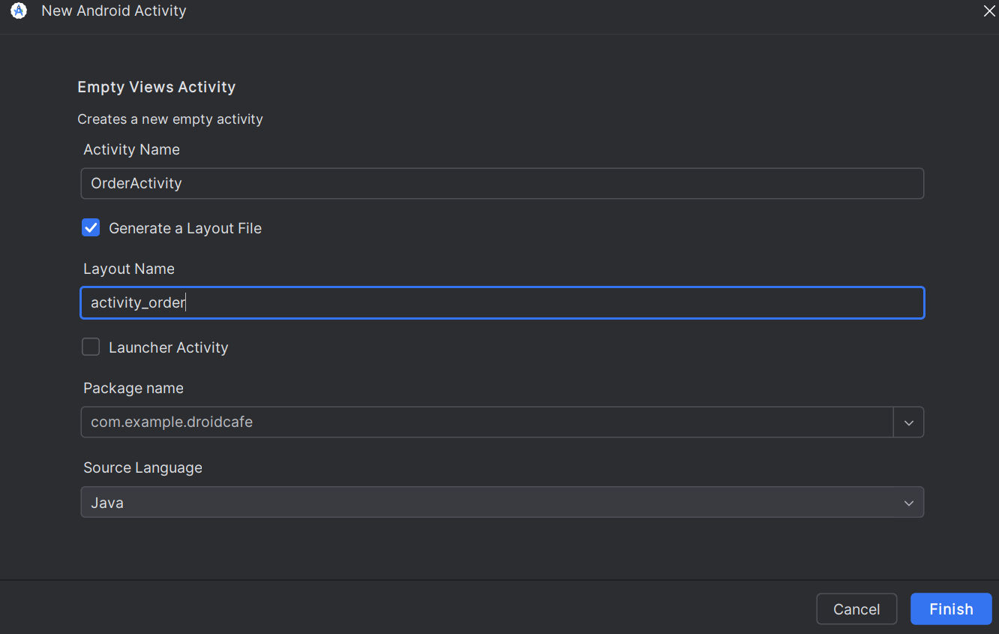 New Android Activity
Empty Views Activity
Creates a new empty activity
Activity Name
OrderActivity
Generate a Layout File
Layout Name
activity_order
Launcher Activity
Package name
com.example.droidcafe
Source Language
Java
Cancel
Finish